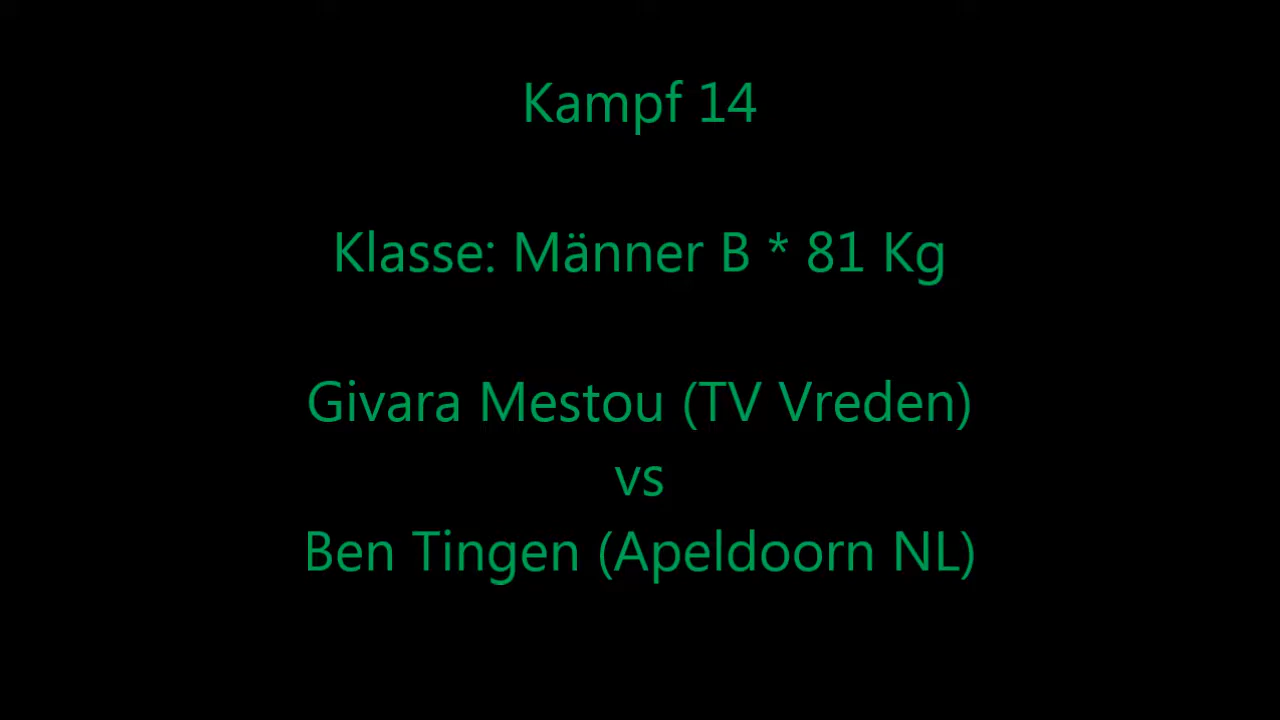 Kampf 14
Klasse: Männer B * 81 Kg
Givara Mestou (TV Vreden)
vs
Ben Tingen (Apeldoorn NL)